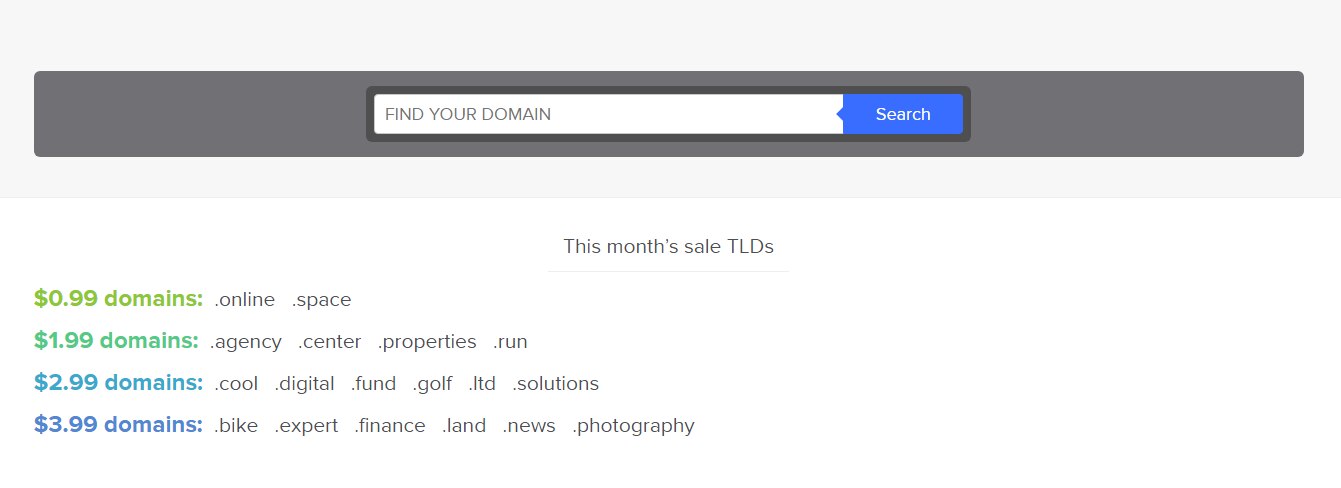 FIND YOUR DOMAIN Search
This month’s sale TLDs
$0.99 domains: .online .space
$1.99 domains: .agency .center .properties .run
$2.99 domains: .cool .digital .fund .golf .ltd .solutions
$3.99 domains: .bike .expert .finance .land .news .photography